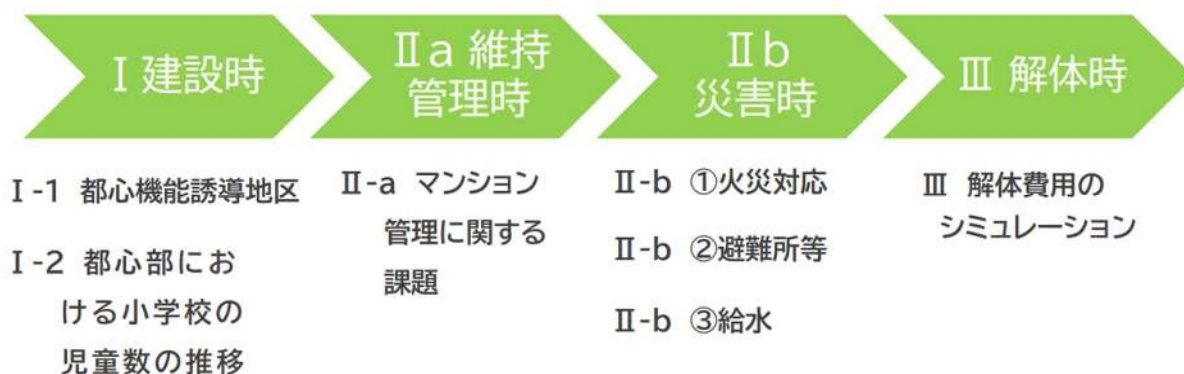 Ⅰ 建設時
Ⅱa 維持
管理時
Ⅱb
災害時
Ⅲ 解体時
Ⅰ-1 都心機能誘導地区
Ⅰ-2 都心部にお
ける小学校の
児童数の推移
Ⅱ-a マンション
管理に関する
課題
Ⅱ-b ①火災対応
Ⅱ-b ②避難所等
Ⅱ-b ③給水
Ⅲ 解体費用の
シミュレーション